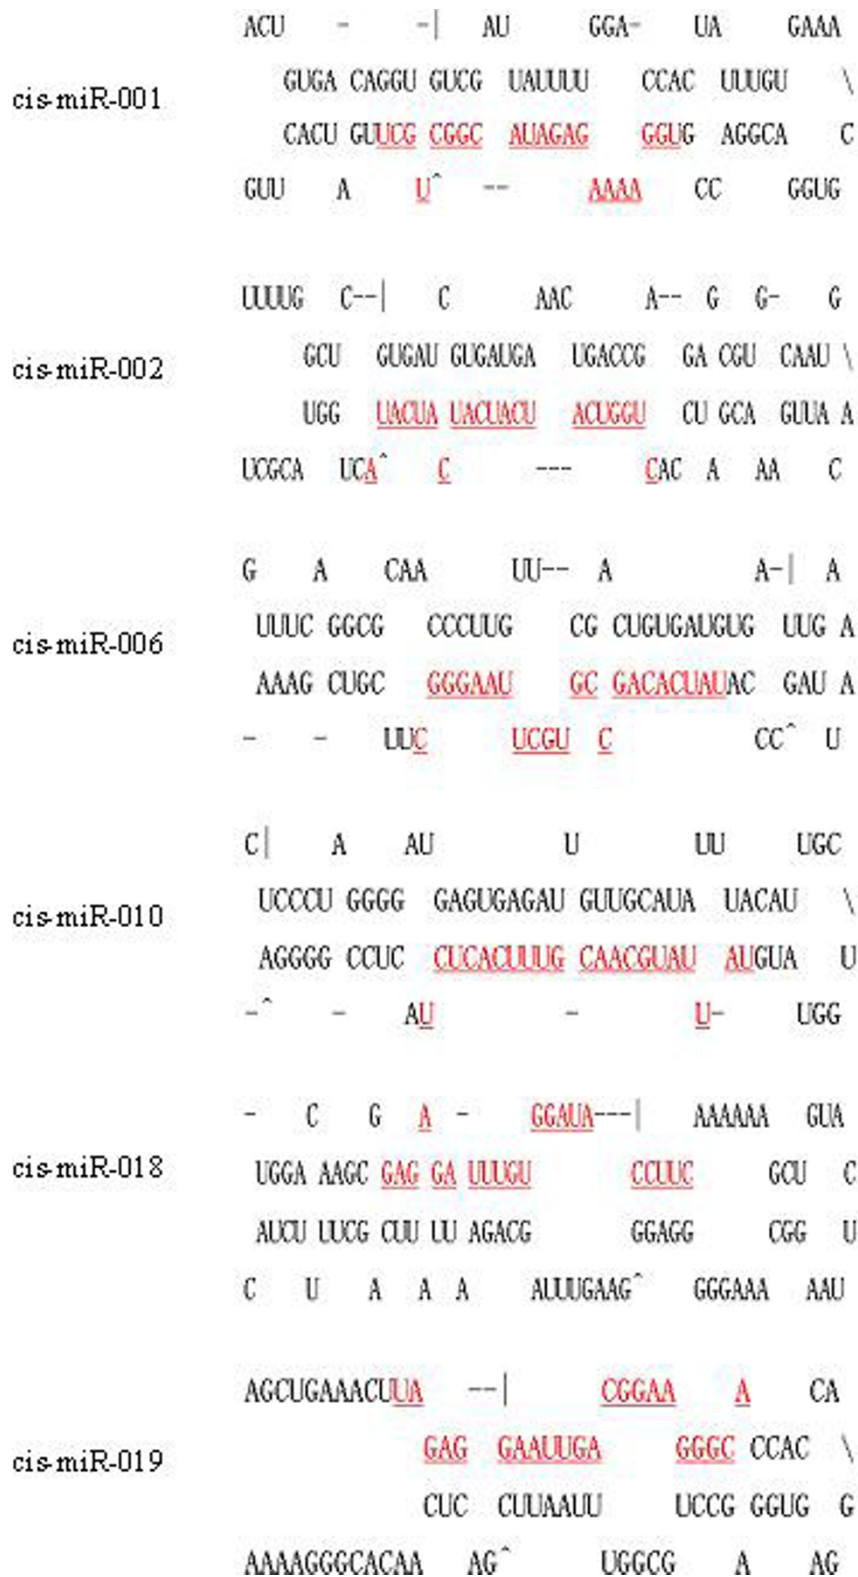 ACU - -| AU GGA- UA GAAA
GUGA CAGGU GUCG UAUUUU CCAC UUUGU \
cis-miR-001
CACU GUUCG CGGC AUAGAG GGUG AGGCA C
GUU A U^ -- AAAA CC GGUG
UUUUG C--| C AAC A-- G G- G
GCU GUGAU GUGAUGA UGACCG GA CGU CAAU \
cis-miR-002
UGG UACUA UACUACU ACUGGU CU GCA GUUA A
UCGCA UCA^ C --- CAC A AA C
G A CAA UU-- A A-| A
UUUC GGCG CCCUUG CG CUGUGAUGUG UUG A
cis-miR-006
AAAG CUGC GGGAAU GC GACACUAUAC GAU A
- - UUC UCGU C CC^ U
C| A AU U UU UGC
UCCCU GGGG GAGUGAGAU GUUGCAUA UACAU \
cis-miR-010
AGGGG CCUC CUCACUUUG CAACGUAU AUGUA U
-^ - AU - U- UGG
- C G A - GGAUA---| AAAAAA GUA
cis-miR-018
UGGA AAGC GAG GA UUUGU CCUUC GCU C
AUCU UUCG CUU UU AGACG GGAGG CGG U
C U A A A AUUUGAAG^ GGGAAA AAU
AGCUGAAACUUA --| CGGAA A CA
GAG GAAUUGA GGGC CCAC \
cis-miR-019
CUC CUUAAUU UCCG GGUG G
AAAAGGGCACAA AG^ UGGCG A AG